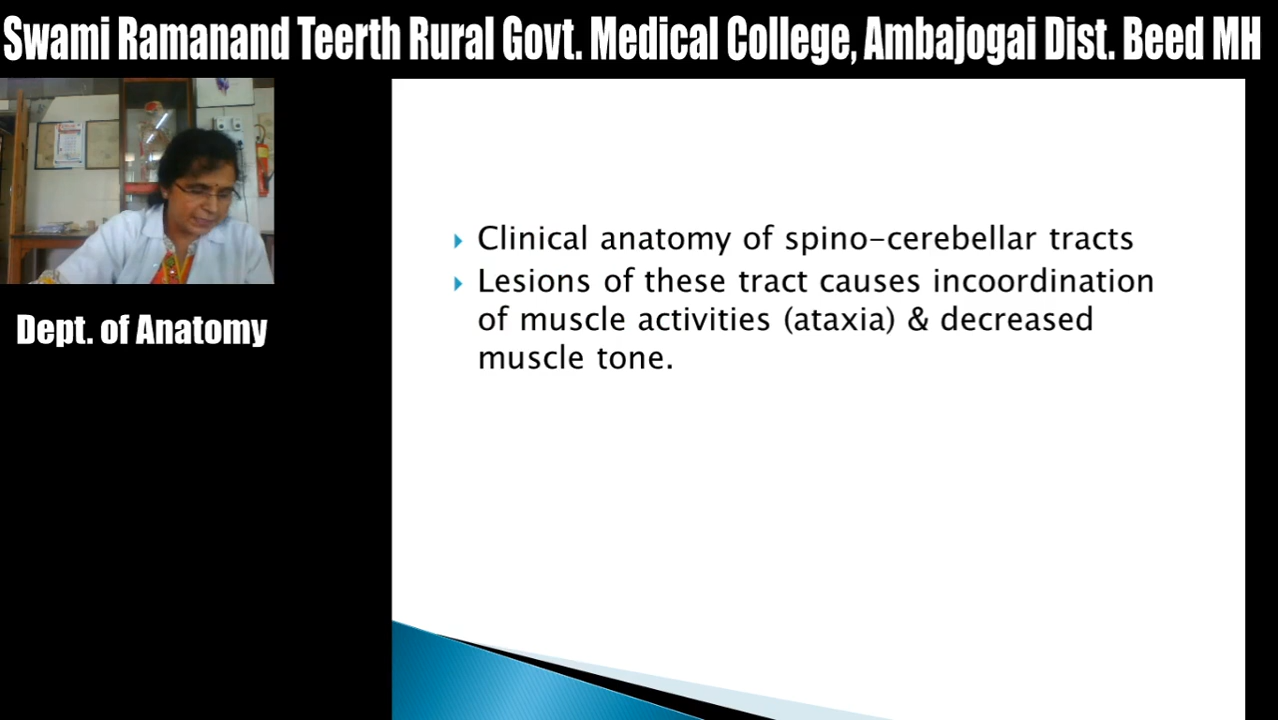 Swami Ramanand Teerth Rural Govt. Medical College, Ambajogai Dist. Beed MH
Dept. of Anatomy
Clinical anatomy of spino-cerebellar tracts
Lesions of these tract causes incoordination
of muscle activities (ataxia) & decreased
muscle tone.